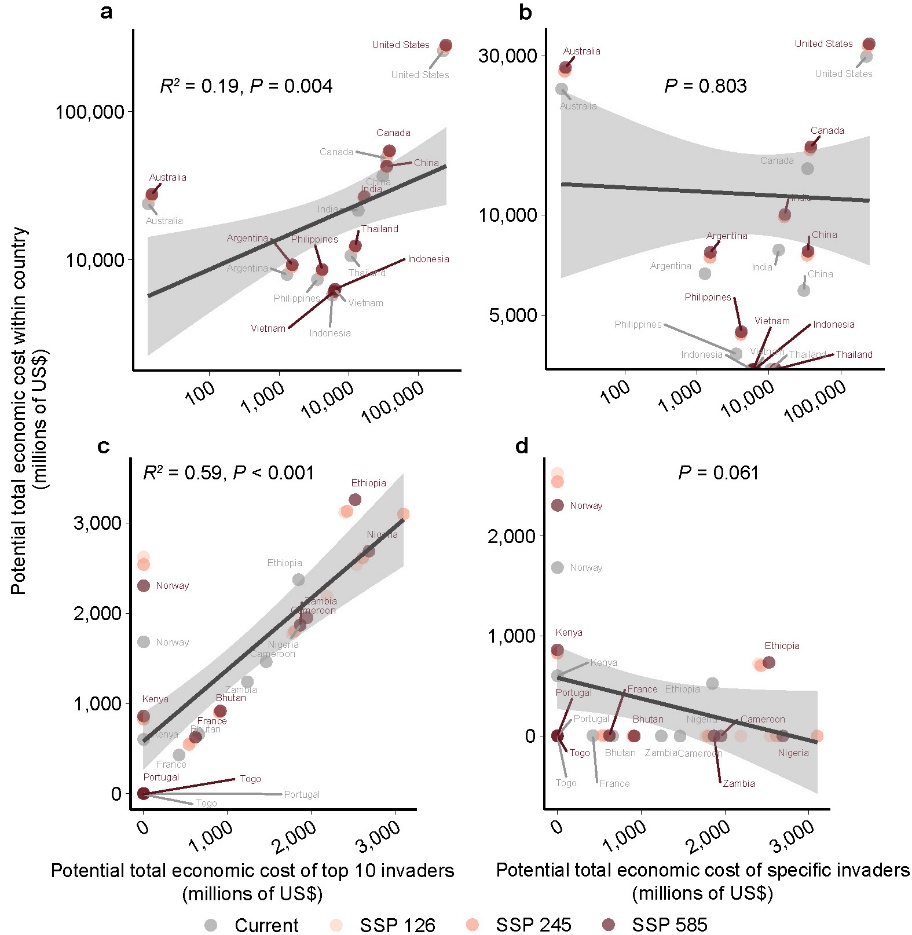 a
b
Potential total economic cost within country
(millions of US$)
R² = 0.19, P = 0.004
100,000
10,000
100
1,000
10,000
100,000
United States
United States
Canada
Canada
China
China
India
India
Australia
Australia
Argentina
Argentina
Philippines
Philippines
Thailand
Thailand
Indonesia
Indonesia
Vietnam
Vietnam
P = 0.803
30,000
10,000
5,000
100
1,000
10,000
100,000
Australia
Australia
United States
United States
Canada
Canada
India
India
China
China
Argentina
Argentina
Philippines
Philippines
Vietnam
Vietnam
Indonesia
Indonesia
Thailand
Thailand
c
d
R² = 0.59, P < 0.001
3,000
2,000
1,000
0
0
1,000
2,000
3,000
Ethiopia
Ethiopia
Nigeria
Nigeria
Norway
Norway
Zambia
Zambia
Cameroon
Cameroon
Kenya
Kenya
Bhutan
Bhutan
France
France
Portugal
Portugal
Togo
Togo
P = 0.061
2,000
1,000
0
0
1,000
2,000
3,000
Norway
Norway
Kenya
Kenya
Ethiopia
Ethiopia
Portugal
Portugal
France
France
Bhutan
Bhutan
Nigeria
Nigeria
Cameroon
Cameroon
Zambia
Zambia
Togo
Togo
Potential total economic cost of top 10 invaders
(millions of US$)
Potential total economic cost of specific invaders
(millions of US$)
Current
SSP 126
SSP 245
SSP 585